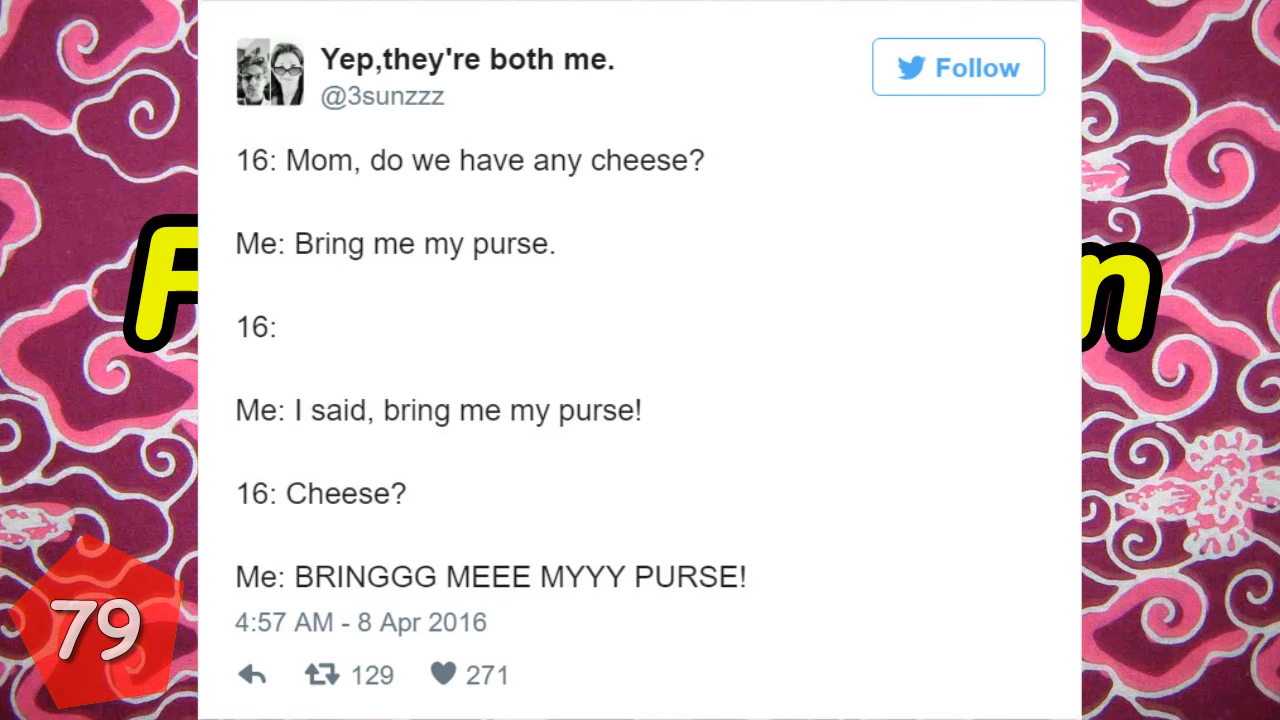 Yep,they're both me.
@3sunzzz
Follow
16: Mom, do we have any cheese?
Me: Bring me my purse.
16:
Me: I said, bring me my purse!
16: Cheese?
Me: BRINGGG MEEE MYYY PURSE!
4:57 AM - 8 Apr 2016
129 271
79